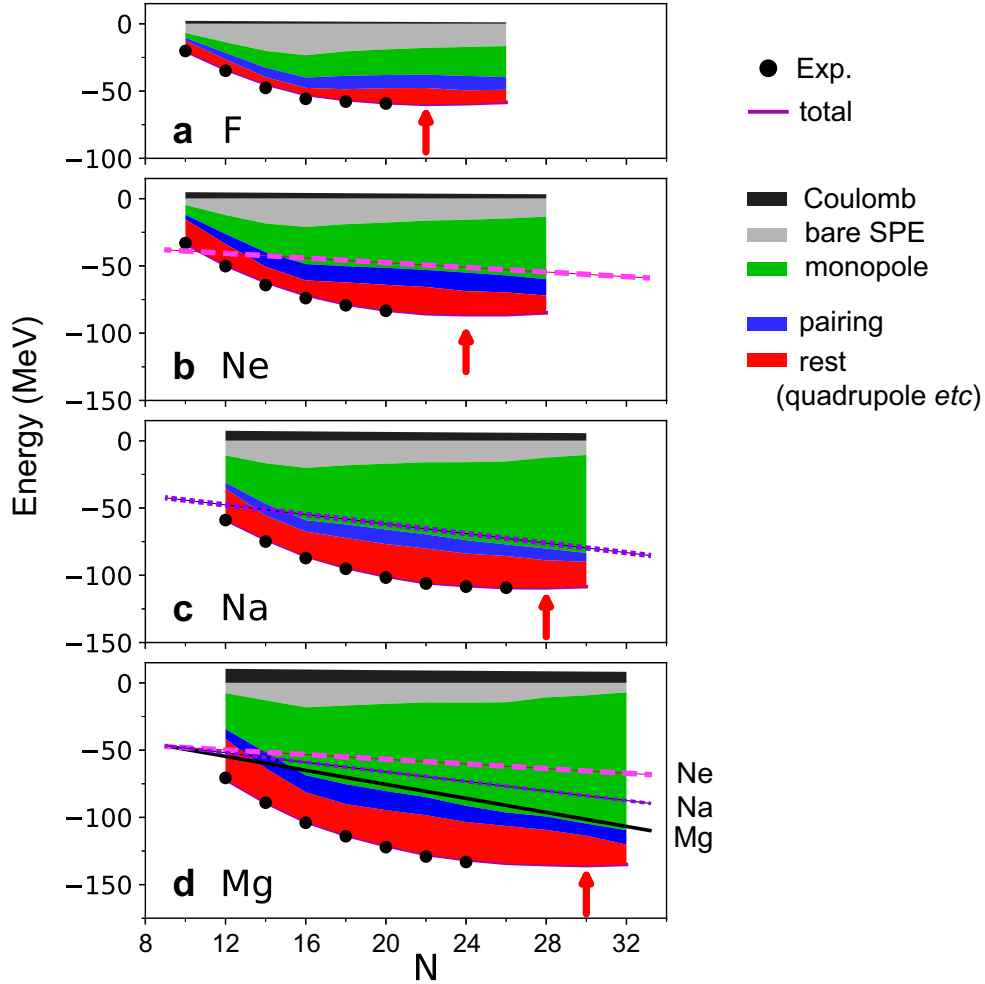 0
−50
−100
a F
0
−50
−100
−150
b Ne
0
−50
−100
−150
c Na
0
−50
−100
−150
d Mg
8 12 16 20 24 28 32
N
Energy (MeV)
Exp.
total
Coulomb
bare SPE
monopole
pairing
rest
(quadrupole etc)
Ne
Na
Mg